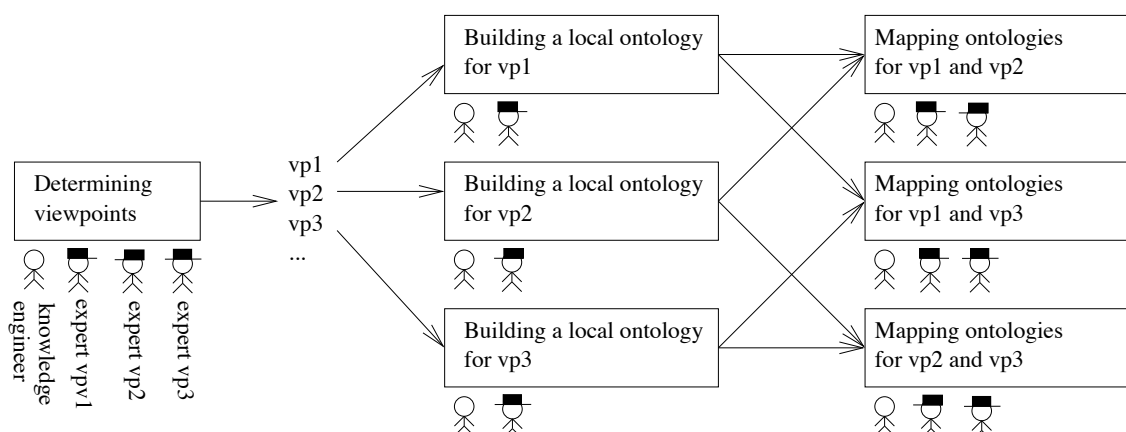 Determining
viewpoints
knowledge
engineer
expert vpv1
expert vp2
expert vp3
vp1
vp2
vp3
...
Building a local ontology
for vp1
Building a local ontology
for vp2
Building a local ontology
for vp3
Mapping ontologies
for vp1 and vp2
Mapping ontologies
for vp1 and vp3
Mapping ontologies
for vp2 and vp3